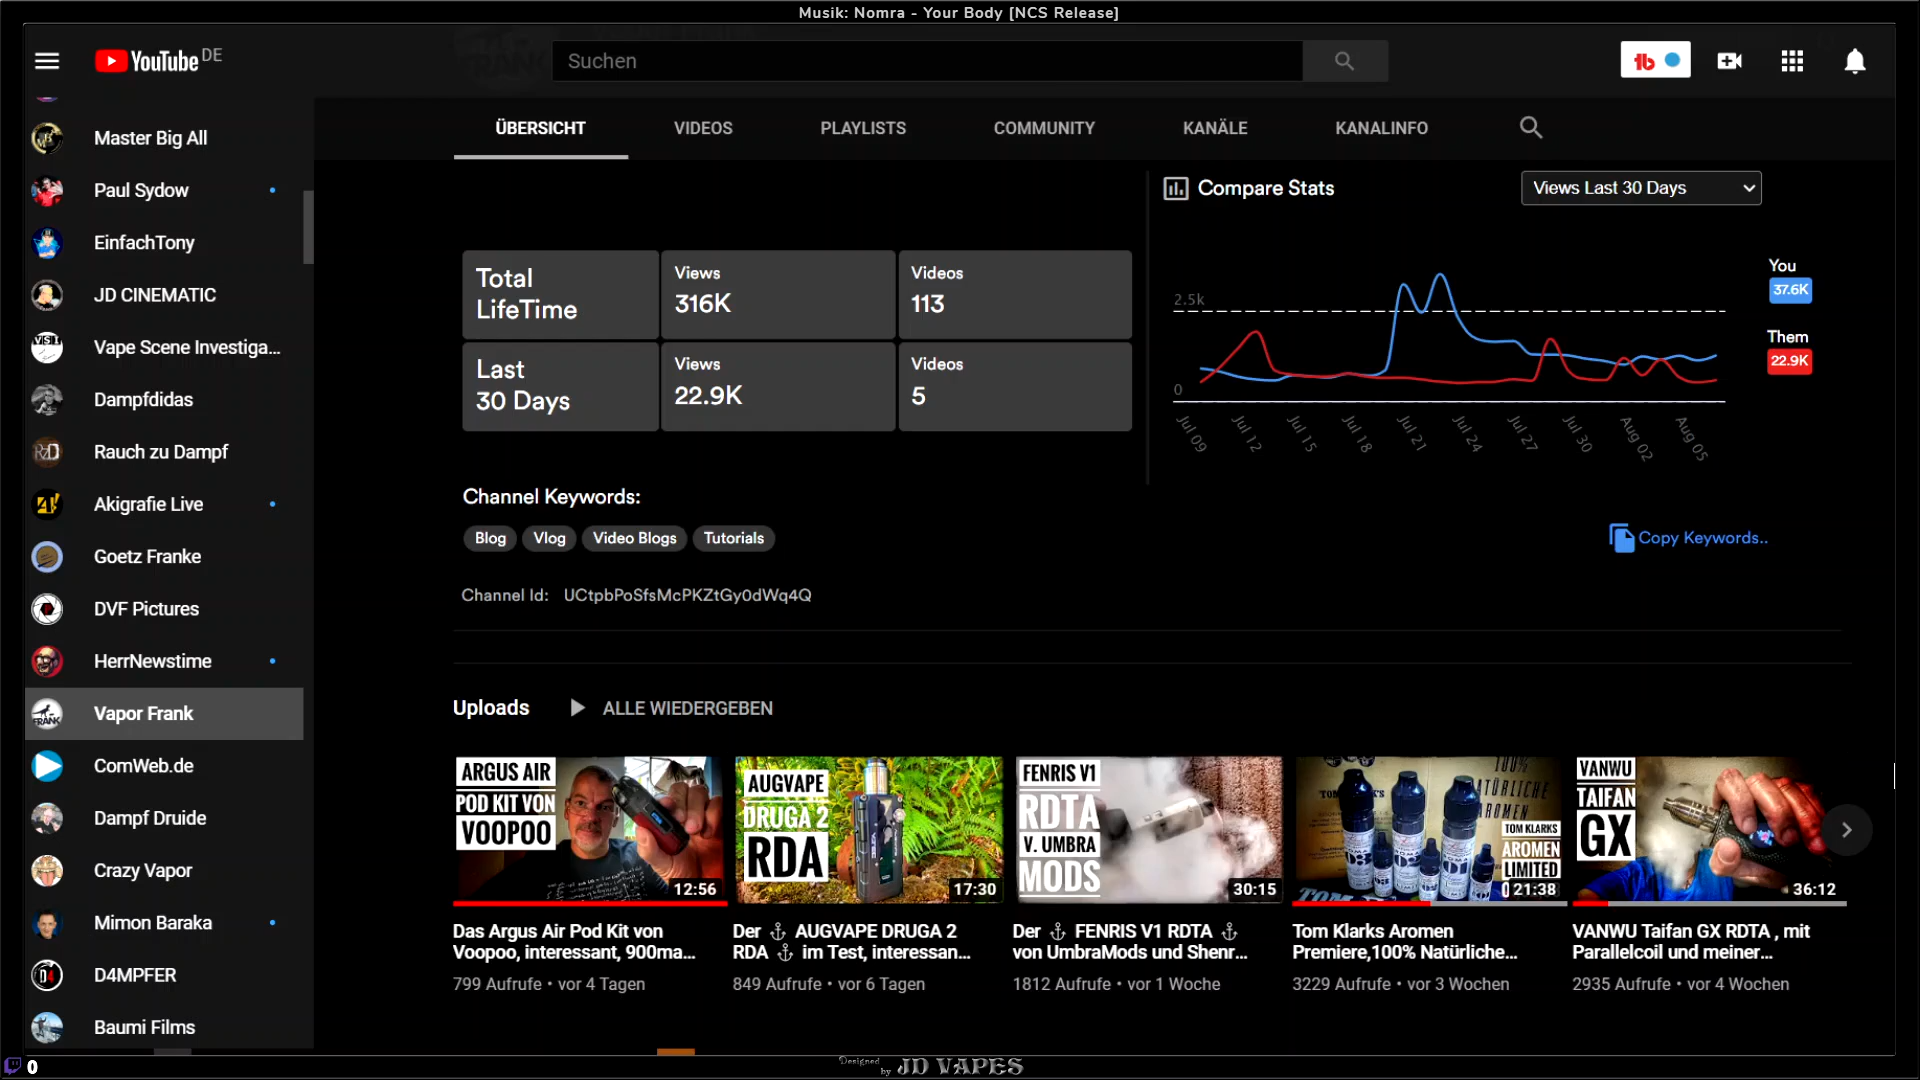 Musik: Nomra - Your Body [NCS Release]
YouTube DE
Suchen
Master Big All
Paul Sydow
EinfachTony
JD CINEMATIC
Vape Scene Investiga...
Dampfdidas
Rauch zu Dampf
Akigrafie Live
Goetz Franke
DVF Pictures
HerrNewstime
Vapor Frank
ComWeb.de
Dampf Druide
Crazy Vapor
Mimon Baraka
D4MPFER
Baumi Films
ÜBERSICHT VIDEOS PLAYLISTS COMMUNITY KANÄLE KANALINFO
Total LifeTime
Views
316K
Videos
113
Last 30 Days
Views
22.9K
Videos
5
Compare Stats
Views Last 30 Days
2.5k
0
Jul 09 Jul 12 Jul 15 Jul 18 Jul 21 Jul 24 Jul 27 Jul 30 Aug 02 Aug 05
You
37.6K
Them
22.9K
Channel Keywords:
Blog Vlog Video Blogs Tutorials
Copy Keywords..
Channel Id: UCtpbPoSfsMcPKZtGy0dWq4Q
Uploads ALLE WIEDERGEBEN
ARGUS AIR
POD KIT VON
VOOPOO
12:56
Das Argus Air Pod Kit von
Voopoo, interessant, 900ma...
799 Aufrufe • vor 4 Tagen
AUGVAPE
DRUGA 2
RDA
17:30
Der ⚓ AUGVAPE DRUGA 2
RDA ⚓ im Test, interessan...
849 Aufrufe • vor 6 Tagen
FENRIS V1
RDTA
V. UMBRA
MODS
30:15
Der ⚓ FENRIS V1 RDTA ⚓
von UmbraMods und Shenr...
1812 Aufrufe • vor 1 Woche
TOM KLARKS
AROMEN
LIMITED
21:38
Tom Klarks Aromen
Premiere,100% Natürliche...
3229 Aufrufe • vor 3 Wochen
VANWU
TAIFAN
GX
36:12
VANWU Taifan GX RDTA , mit
Parallelcoil und meiner...
2935 Aufrufe • vor 4 Wochen
0
Designed by JD VAPES